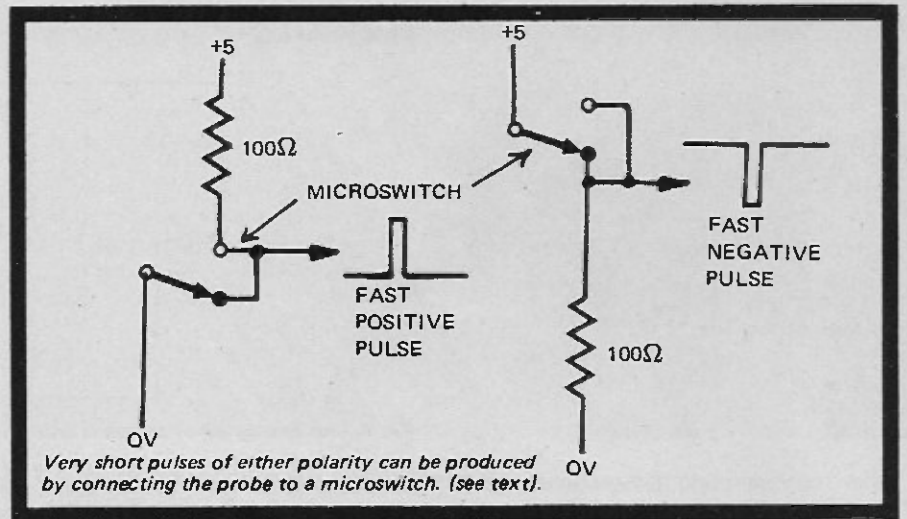 +5
100Ω
MICROSWITCH
FAST
POSITIVE
PULSE
OV
+5
FAST
NEGATIVE
PULSE
100Ω
OV
Very short pulses of either polarity can be produced
by connecting the probe to a microswitch. (see text).